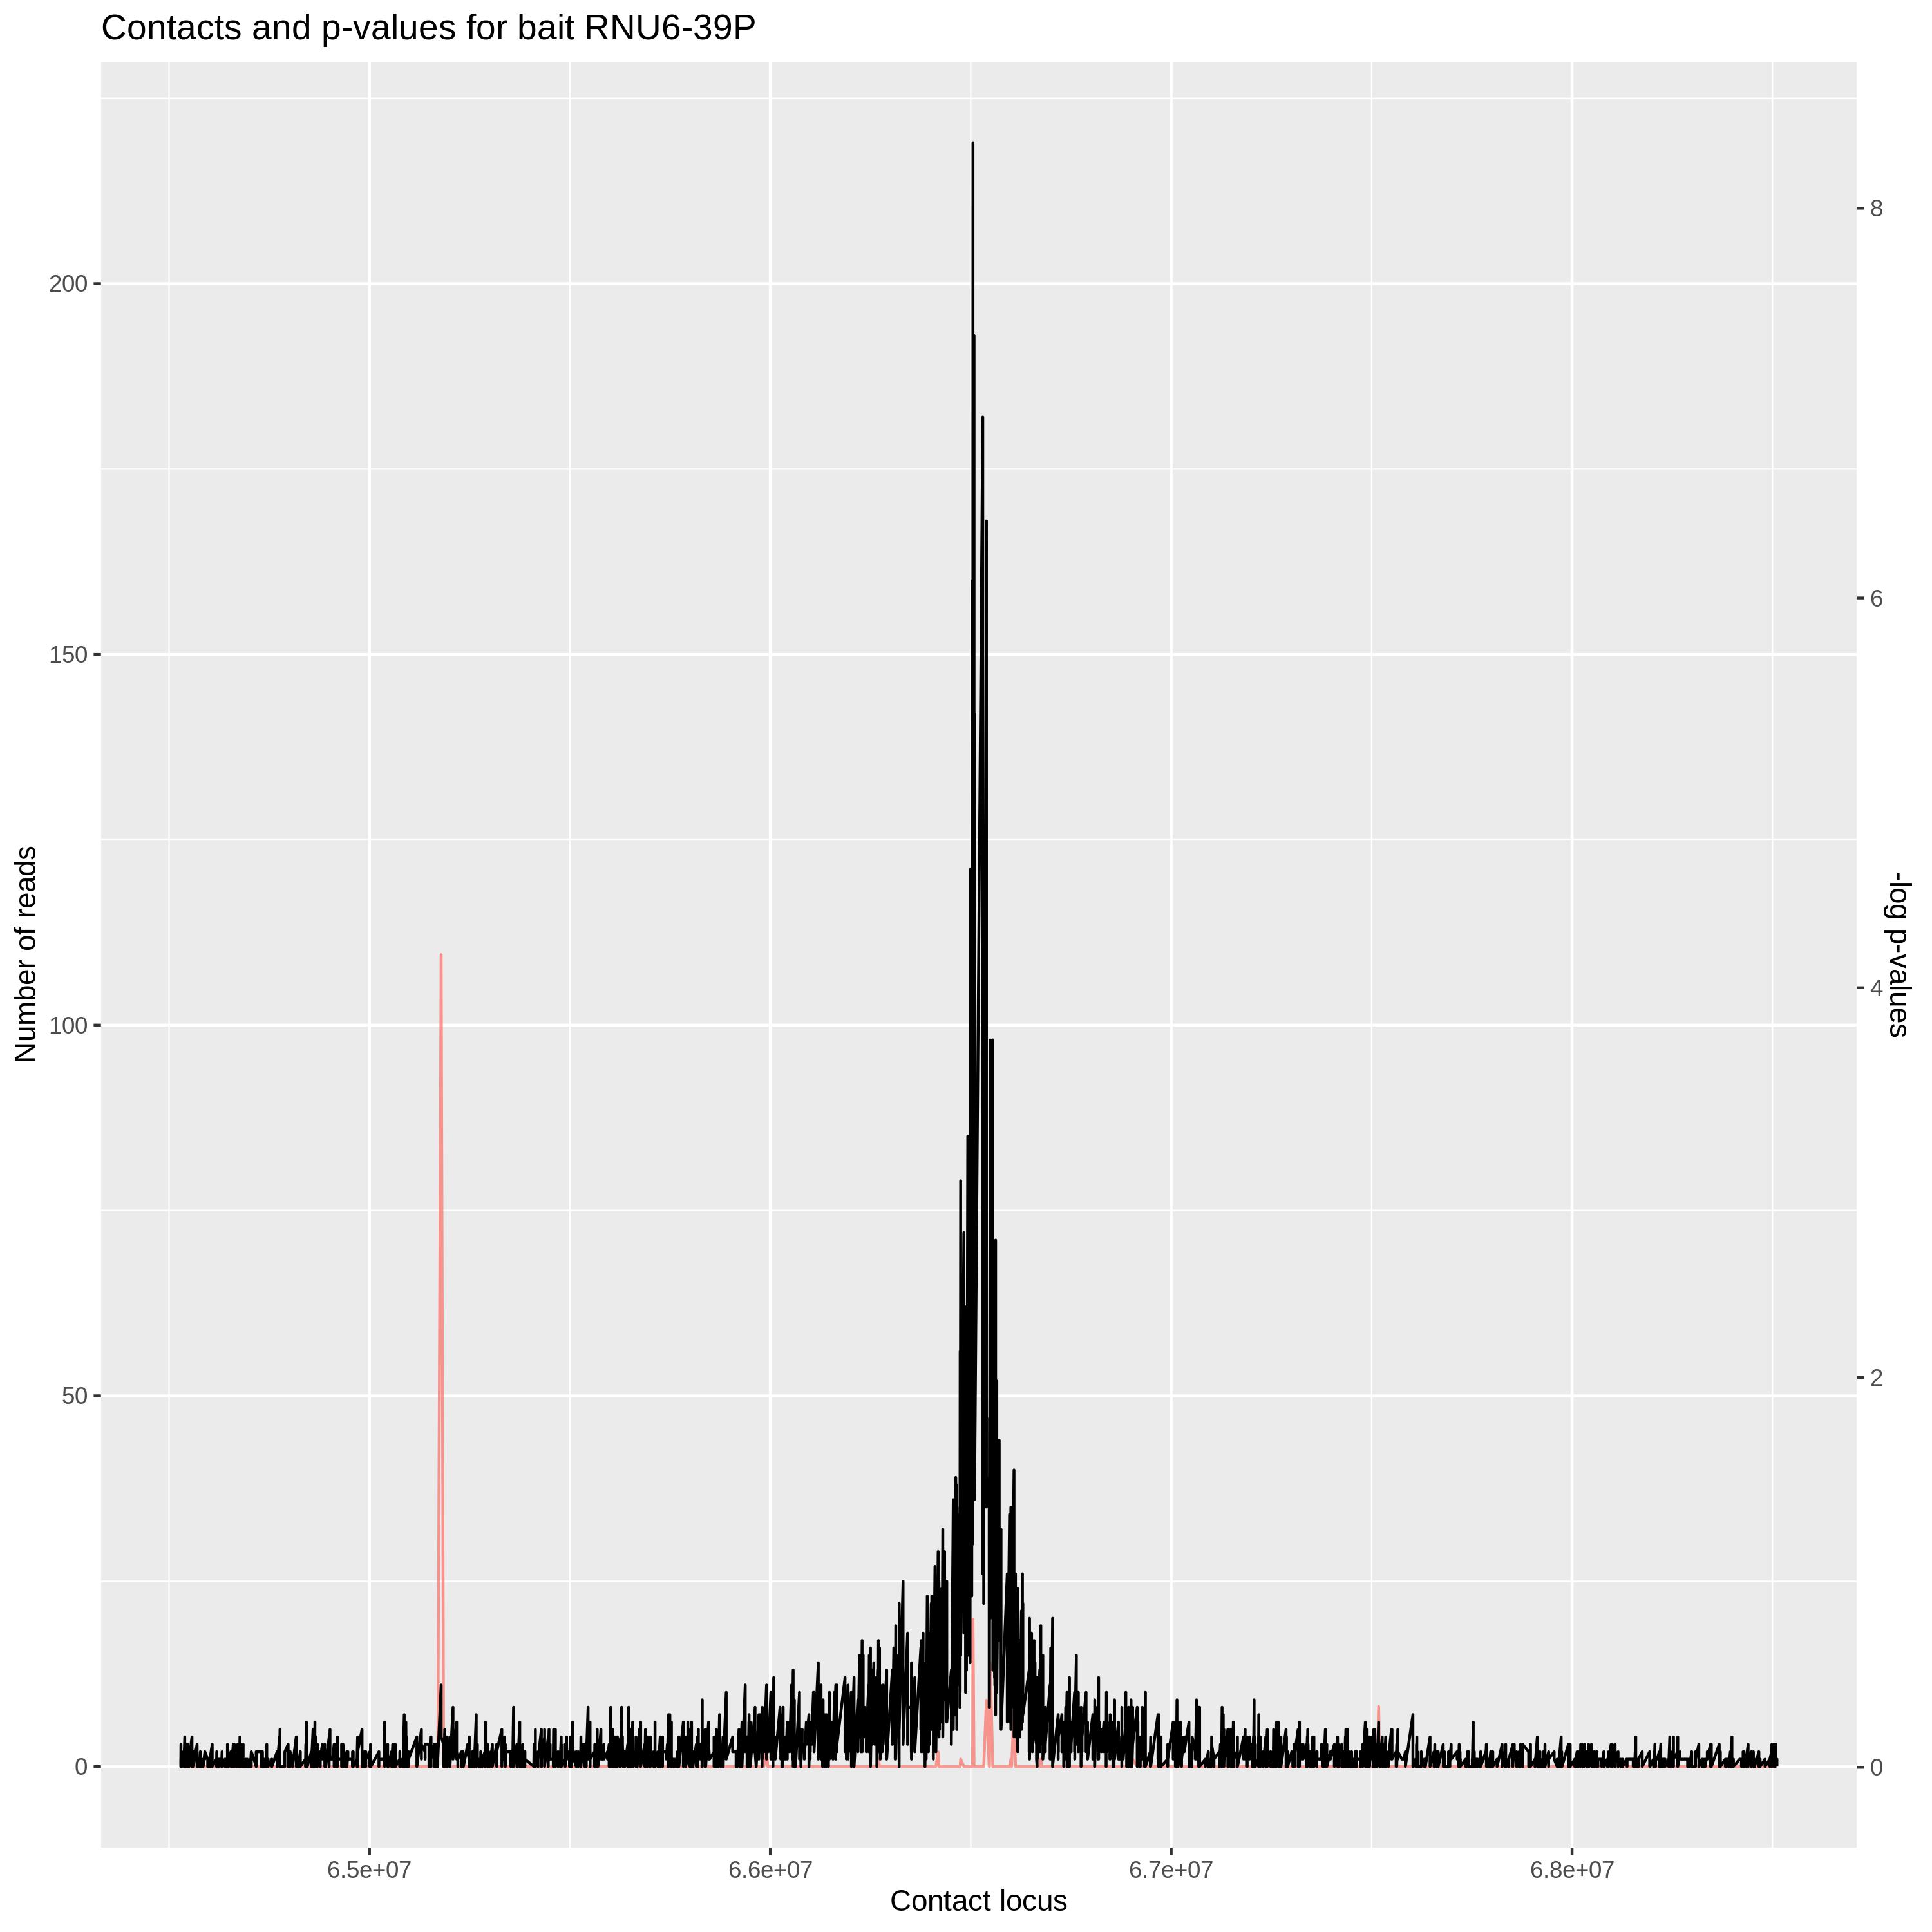 Contacts and p-values for bait RNU6-39P
200
150
100
50
0
8
6
4
2
0
Number of reads
-log p-values
6.5e+07
6.6e+07
6.7e+07
6.8e+07
Contact locus